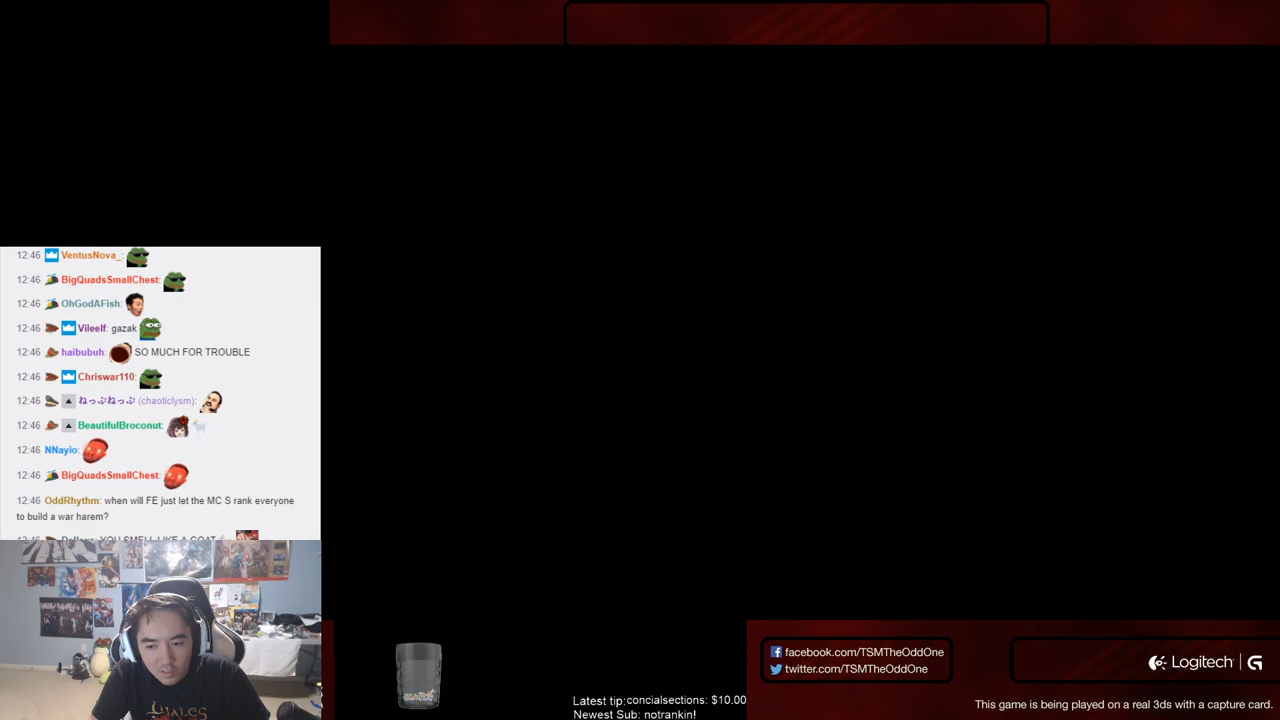 12:46 VentusNova_:
12:46 BigQuadsSmallChest:
12:46 OhGodAFish:
12:46 Vileelf: gazak
12:46 haibubuh: SO MUCH FOR TROUBLE
12:46 Chriswar110:
12:46 ねっぷねっぷ (chaoticlysm):
12:46 BeautifulBroconut:
12:46 NNayio:
12:46 BigQuadsSmallChest:
12:46 OddRhythm: when will FE just let the MC S rank everyone
to build a war harem?
YOU SMELL LIKE A GOAT
facebook.com/TSMTheOddOne
twitter.com/TSMTheOddOne
Logitech G
Latest tip: concialsections: $10.00
Newest Sub: notrankin!
This game is being played on a real 3ds with a capture card.